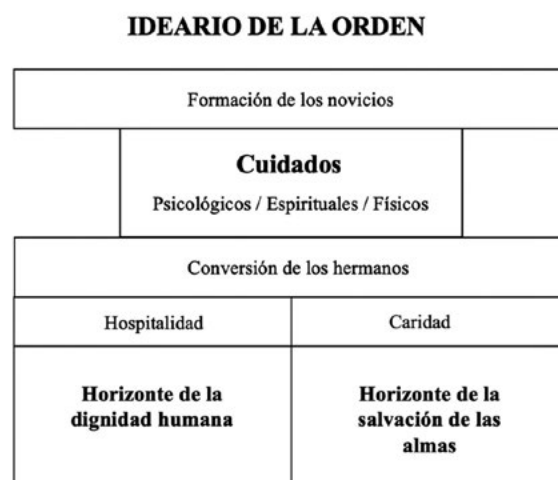 IDEARIO DE LA ORDEN
Formación de los novicios
Cuidados
Psicológicos / Espirituales / Físicos
Conversión de los hermanos
Hospitalidad
Caridad
Horizonte de la
dignidad humana
Horizonte de la
salvación de las
almas